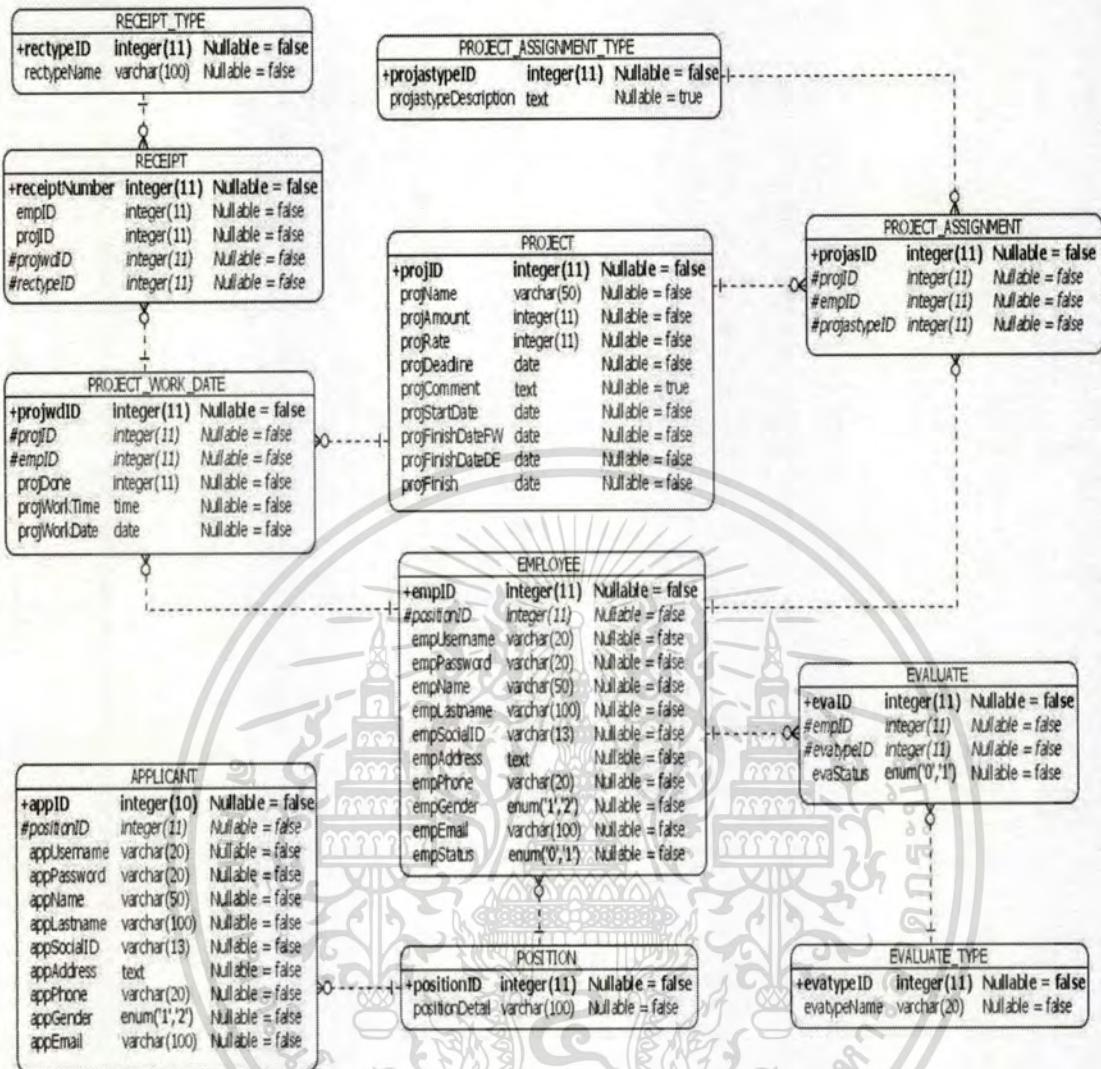 RECEIPT_TYPE
+rectypeID integer(11) Nullable = false
rectypeName varchar(100) Nullable = false
PROJECT_ASSIGNMENT_TYPE
+projastypeID integer(11) Nullable = false
projastypeDescription text Nullable = true
RECEIPT
+receiptNumber integer(11) Nullable = false
empID integer(11) Nullable = false
projID integer(11) Nullable = false
#projwdID integer(11) Nullable = false
#rectypeID integer(11) Nullable = false
PROJECT
+projID integer(11) Nullable = false
projName varchar(50) Nullable = false
projAmount integer(11) Nullable = false
projRate integer(11) Nullable = false
projDeadline date Nullable = false
projComment text Nullable = true
projStartDate date Nullable = false
projFinishDateFW date Nullable = false
projFinishDateDE date Nullable = false
projFinish date Nullable = false
PROJECT_ASSIGNMENT
+projasID integer(11) Nullable = false
#projID integer(11) Nullable = false
#empID integer(11) Nullable = false
#projastypeID integer(11) Nullable = false
PROJECT_WORK_DATE
+projwdID integer(11) Nullable = false
#projID integer(11) Nullable = false
#empID integer(11) Nullable = false
projDone integer(11) Nullable = false
projWorkTime time Nullable = false
projWorkDate date Nullable = false
EMPLOYEE
+empID integer(11) Nullable = false
#positionID integer(11) Nullable = false
empUsername varchar(20) Nullable = false
empPassword varchar(20) Nullable = false
empName varchar(50) Nullable = false
empLastname varchar(100) Nullable = false
empSocialID varchar(13) Nullable = false
empAddress text Nullable = false
empPhone varchar(20) Nullable = false
empGender enum('1','2') Nullable = false
empEmail varchar(100) Nullable = false
empStatus enum('0','1') Nullable = false
EVALUATE
+evaID integer(11) Nullable = false
#empID integer(11) Nullable = false
#evatypeID integer(11) Nullable = false
evaStatus enum('0','1') Nullable = false
APPLICANT
+appID integer(10) Nullable = false
#positionID integer(11) Nullable = false
appUsername varchar(20) Nullable = false
appPassword varchar(20) Nullable = false
appName varchar(50) Nullable = false
appLastname varchar(100) Nullable = false
appSocialID varchar(13) Nullable = false
appAddress text Nullable = false
appPhone varchar(20) Nullable = false
appGender enum('1','2') Nullable = false
appEmail varchar(100) Nullable = false
POSITION
+positionID integer(11) Nullable = false
positionDetail varchar(100) Nullable = false
EVALUATE_TYPE
+evatypeID integer(11) Nullable = false
evatypeName varchar(20) Nullable = false